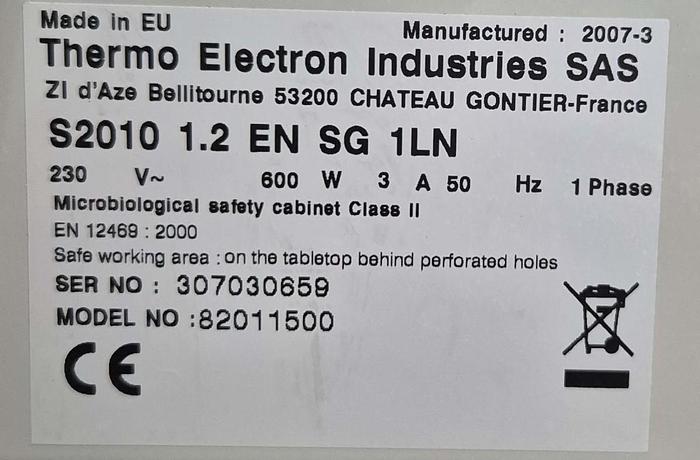 Made in EU Manufactured : 2007-3
Thermo Electron Industries SAS
ZI d'Aze Bellitourne 53200 CHATEAU GONTIER-France
S2010 1.2 EN SG 1LN
230 V~ 600 W 3 A 50 Hz 1 Phase
Microbiological safety cabinet Class II
EN 12469 : 2000
Safe working area : on the tabletop behind perforated holes
SER NO : 307030659
MODEL NO :82011500
CE